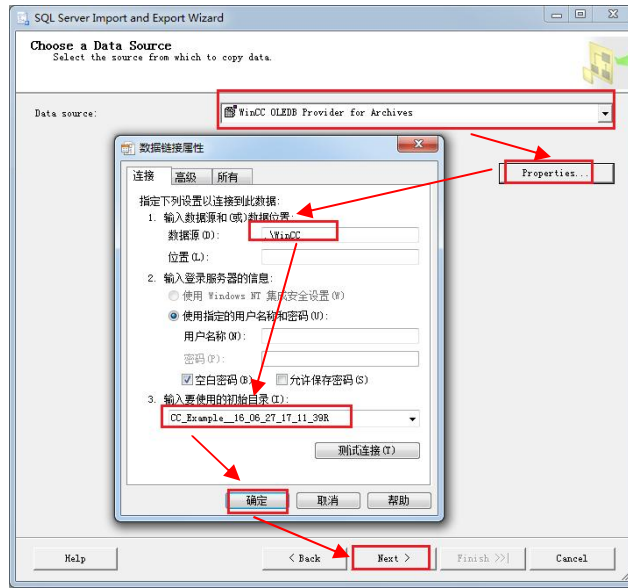 SQL Server Import and Export Wizard
Choose a Data Source
Select the source from which to copy data.
Data source:
WinCC OLEDB Provider for Archives
Properties...
数据链接属性
连接
高级
所有
指定下列设置以连接到此数据:
1. 输入数据源和(或)数据位置:
数据源(D):
.\WinCC
位置(L):
2. 输入登录服务器的信息:
使用 Windows NT 集成安全设置(W)
使用指定的用户名称和密码(U):
用户名称(N):
密码(P):
空白密码(B)
允许保存密码(S)
3. 输入要使用的初始目录(I):
CC_Example__16_06_27_17_11_39R
测试连接(T)
确定
取消
帮助
Help
< Back
Next >
Finish >>|
Cancel